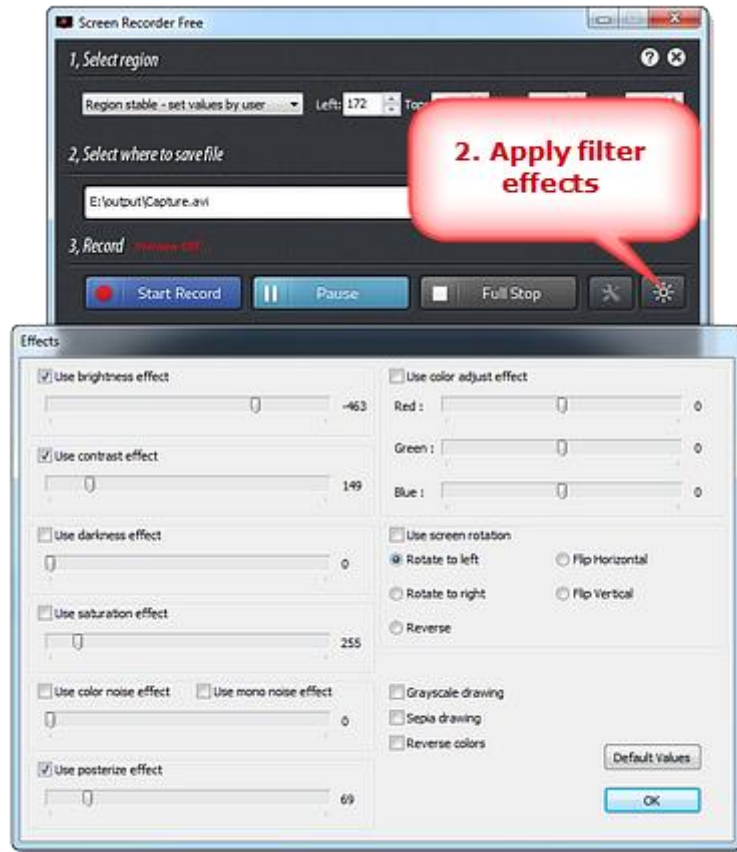 Screen Recorder Free
1, Select region
Region stable - set values by user
Left: 172
Top:
2. Apply filter
effects
2, Select where to save file
E:\output\Capture.avi
3, Record
Start Record
Pause
Full Stop
Effects
Use brightness effect
-463
Use contrast effect
149
Use darkness effect
0
Use saturation effect
255
Use color noise effect
Use mono noise effect
0
Use posterize effect
69
Use color adjust effect
Red :
0
Green :
0
Blue :
0
Use screen rotation
Rotate to left
Flip Horizontal
Rotate to right
Flip Vertical
Reverse
Grayscale drawing
Sepia drawing
Reverse colors
Default Values
OK